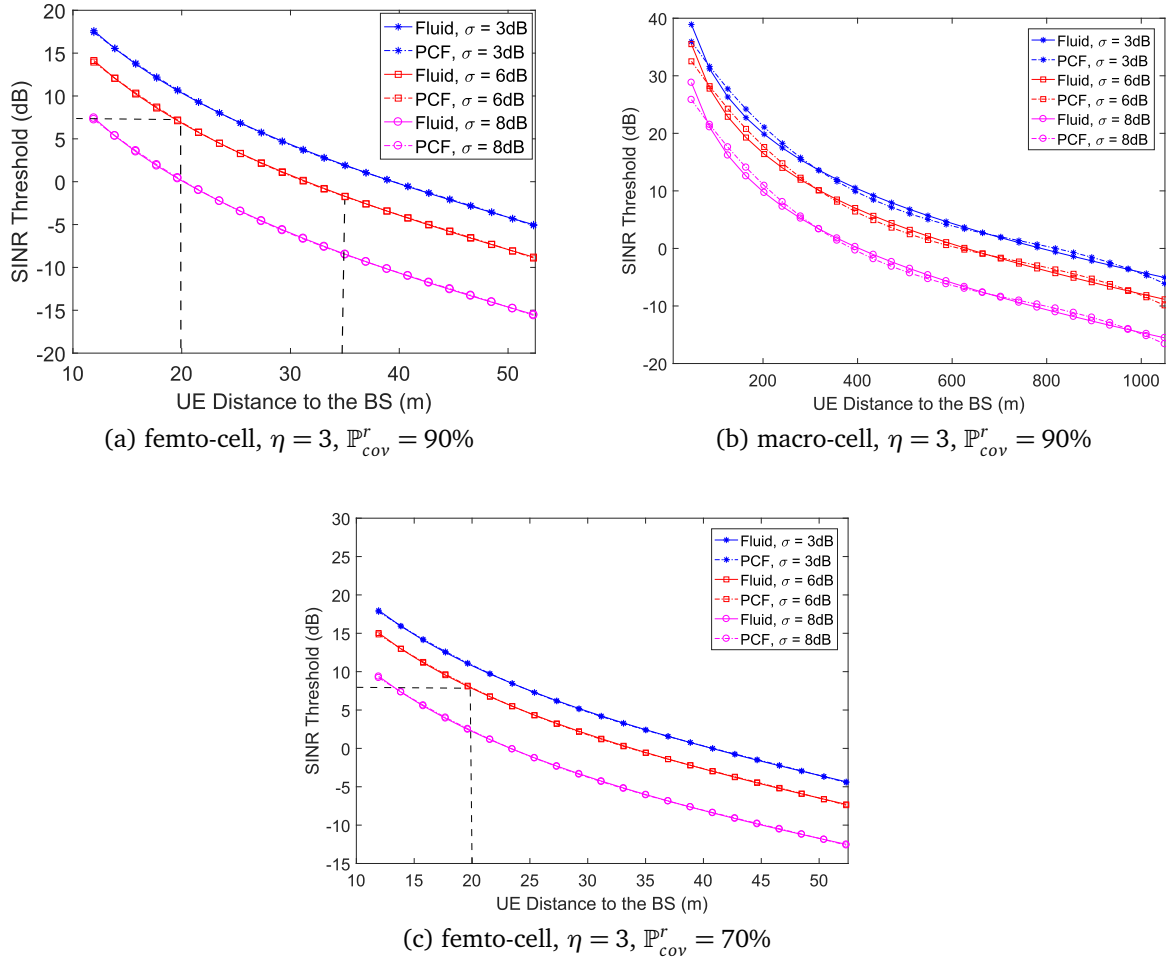 20
15
10
5
0
-5
-10
-15
-20
10
20
30
40
50
SINR Threshold (dB)
UE Distance to the BS (m)
Fluid, σ = 3dB
PCF, σ = 3dB
Fluid, σ = 6dB
PCF, σ = 6dB
Fluid, σ = 8dB
PCF, σ = 8dB
(a) femto-cell, η = 3, ℙ^r_cov = 90%
40
30
20
10
0
-10
-20
200
400
600
800
1000
SINR Threshold (dB)
UE Distance to the BS (m)
Fluid, σ = 3dB
PCF, σ = 3dB
Fluid, σ = 6dB
PCF, σ = 6dB
Fluid, σ = 8dB
PCF, σ = 8dB
(b) macro-cell, η = 3, ℙ^r_cov = 90%
30
25
20
15
10
5
0
-5
-10
-15
10
15
20
25
30
35
40
45
50
SINR Threshold (dB)
UE Distance to the BS (m)
Fluid, σ = 3dB
PCF, σ = 3dB
Fluid, σ = 6dB
PCF, σ = 6dB
Fluid, σ = 8dB
PCF, σ = 8dB
(c) femto-cell, η = 3, ℙ^r_cov = 70%